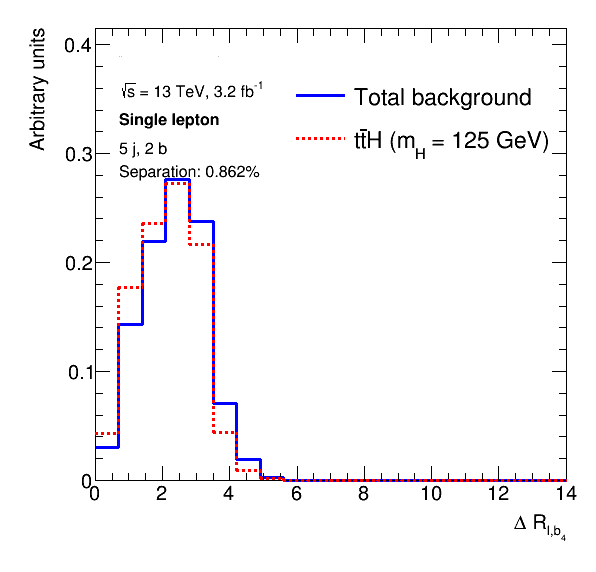 Arbitrary units
0.4
0.3
0.2
0.1
0
√s = 13 TeV, 3.2 fb⁻¹
Single lepton
5 j, 2 b
Separation: 0.862%
Total background
tt̄H (m_H = 125 GeV)
0 2 4 6 8 10 12 14
Δ R_l,b₄